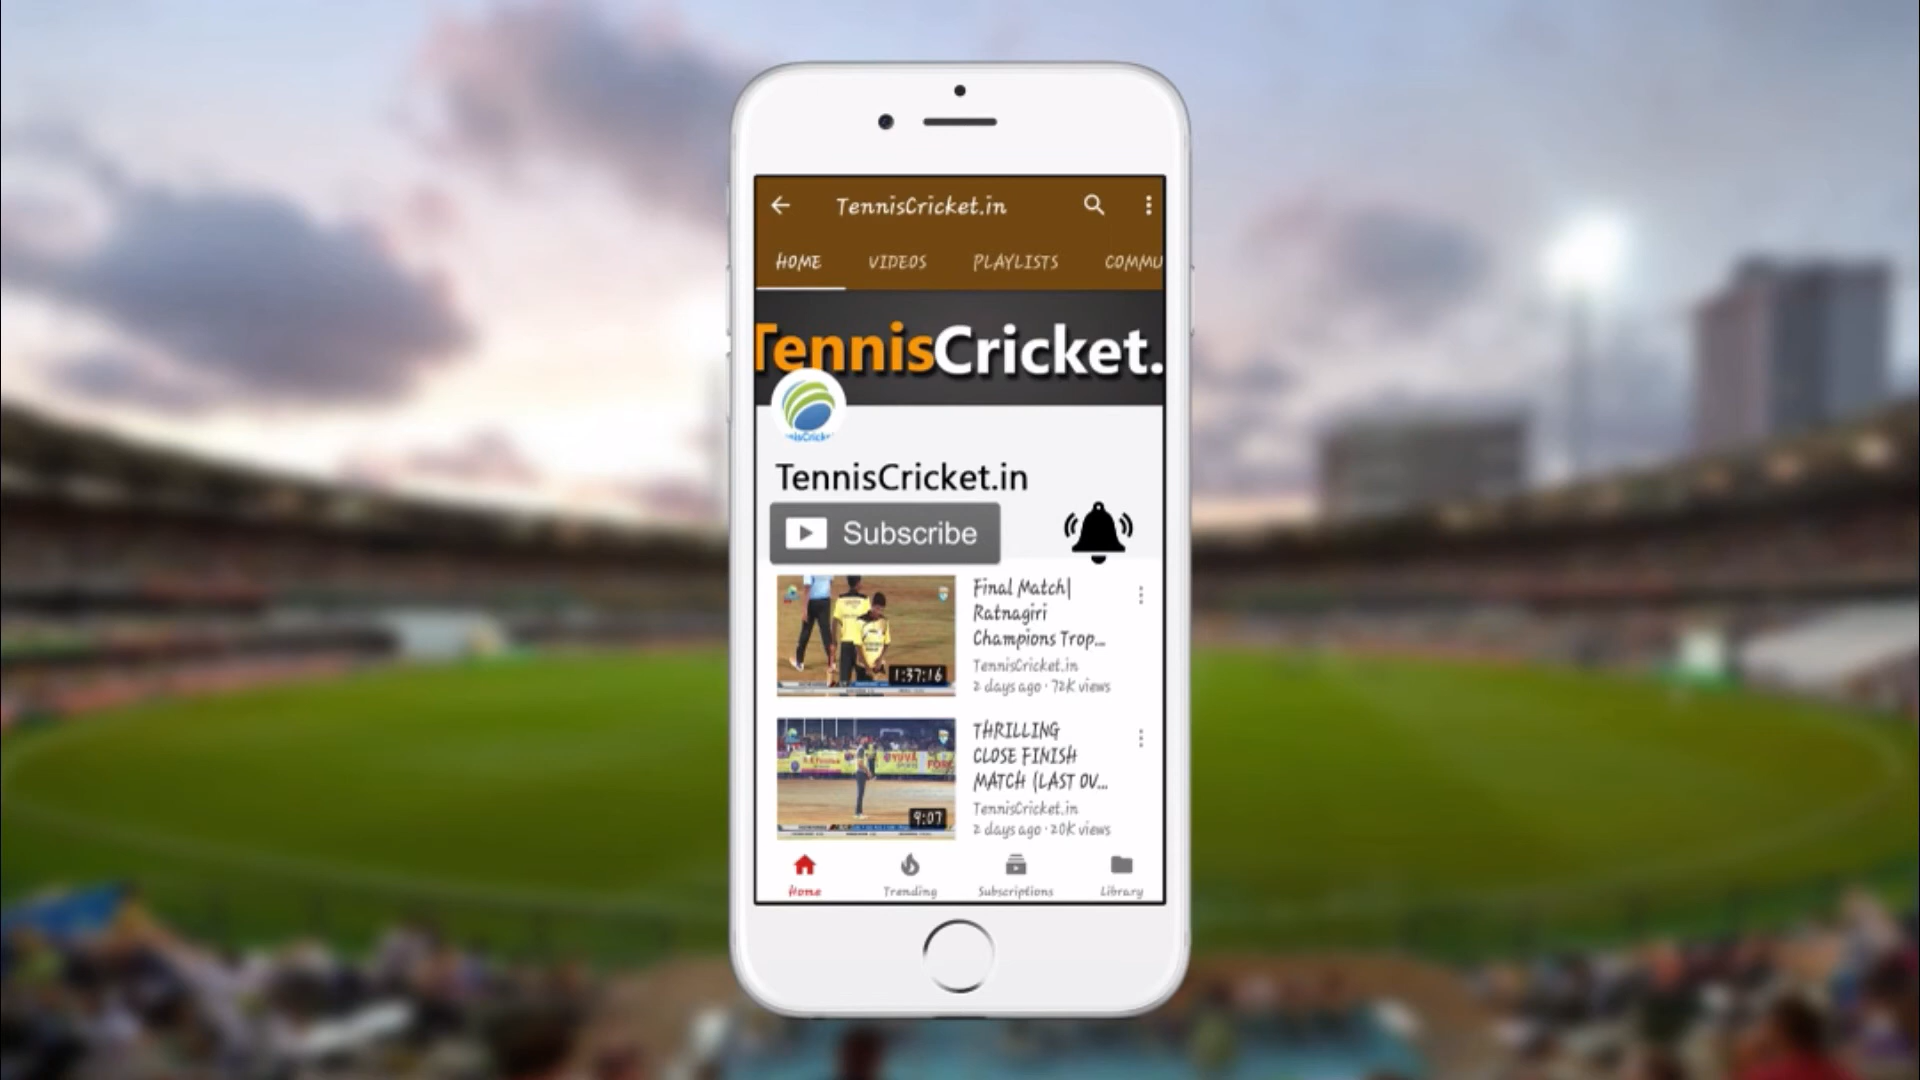 TennisCricket.in
HOME VIDEOS PLAYLISTS COMMU
TennisCricket.
TennisCricket.in
Subscribe
Final Match|
Ratnagiri
Champions Trop...
TennisCricket.in
2 days ago · 72K views
1:37:16
THRILLING
CLOSE FINISH
MATCH (LAST OV...
TennisCricket.in
2 days ago · 20K views
9:07
Home Trending Subscriptions Library